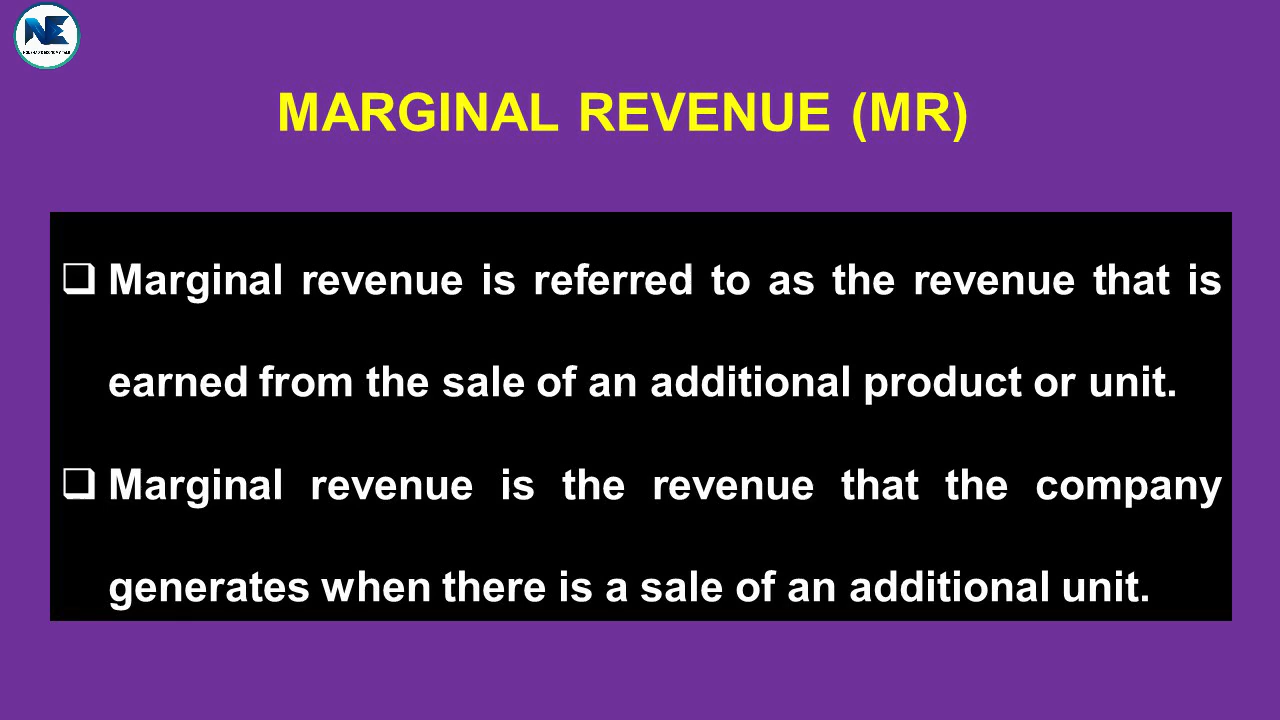 NE
MARGINAL REVENUE (MR)
Marginal revenue is referred to as the revenue that is
earned from the sale of an additional product or unit.
Marginal revenue is the revenue that the company
generates when there is a sale of an additional unit.